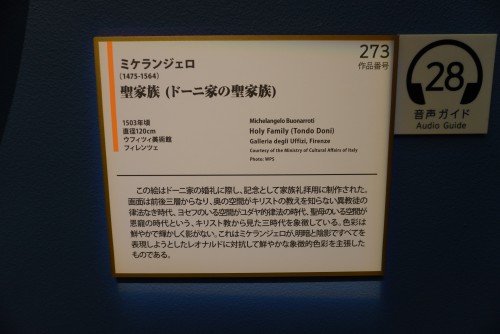 273
作品番号
ミケランジェロ
(1475-1564)
聖家族 (ドーニ家の聖家族)
1503年頃
直径120cm
ウフィツィ美術館
フィレンツェ
Michelangelo Buonarroti
Holy Family (Tondo Doni)
Galleria degli Uffizi, Firenze
Courtesy of the Ministry of Cultural Affairs of Italy
Photo: WPS
この絵はドーニ家の婚礼に際し、記念として家族礼拝用に制作された。
画面は前後三層からなり、奥の空間がキリストの教えを知らない異教徒の
律法なき時代、ヨセフのいる空間がユダヤ的律法の時代、聖母のいる空間が
恩寵の時代という、キリスト教から見た三時代を象徴している。色彩は
鮮やかで輝かしく影がない。これはミケランジェロが、明暗と陰影ですべてを
表現しようとしたレオナルドに対抗して鮮やかな象徴的色彩を主張した
ものである。
28
音声ガイド
Audio Guide